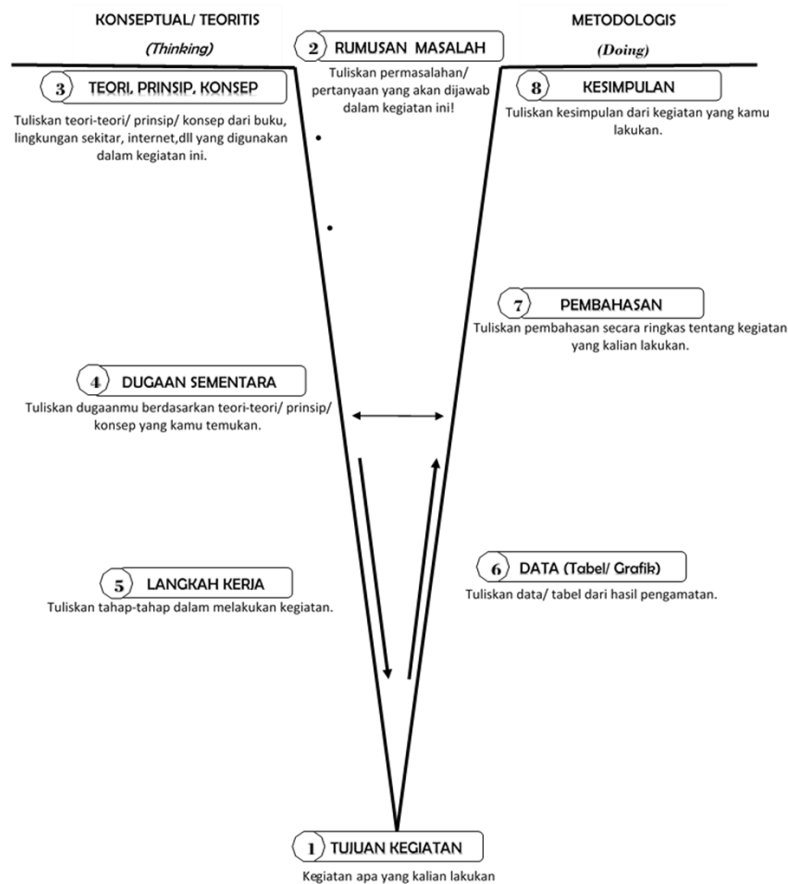 KONSEPTUAL/ TEORITIS
(Thinking)
METODOLOGIS
(Doing)
2 RUMUSAN MASALAH
Tuliskan permasalahan/
pertanyaan yang akan dijawab
dalam kegiatan ini!
3 TEORI, PRINSIP, KONSEP
Tuliskan teori-teori/ prinsip/ konsep dari buku,
lingkungan sekitar, internet,dll yang digunakan
dalam kegiatan ini.
8 KESIMPULAN
Tuliskan kesimpulan dari kegiatan yang kamu
lakukan.
7 PEMBAHASAN
Tuliskan pembahasan secara ringkas tentang kegiatan
yang kalian lakukan.
4 DUGAAN SEMENTARA
Tuliskan dugaanmu berdasarkan teori-teori/ prinsip/
konsep yang kamu temukan.
5 LANGKAH KERJA
Tuliskan tahap-tahap dalam melakukan kegiatan.
6 DATA (Tabel/ Grafik)
Tuliskan data/ tabel dari hasil pengamatan.
1 TUJUAN KEGIATAN
Kegiatan apa yang kalian lakukan